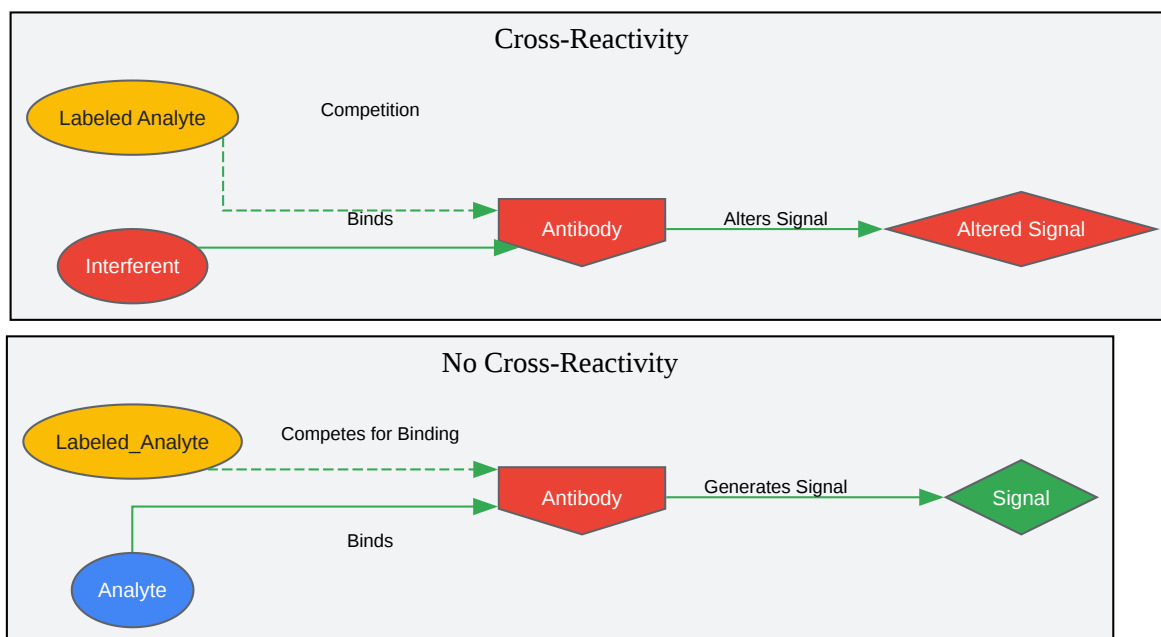 Cross-Reactivity
Labeled Analyte
Competition
Binds
Antibody
Alters Signal
Altered Signal
Interferent
No Cross-Reactivity
Labeled_Analyte
Competes for Binding
Antibody
Generates Signal
Signal
Binds
Analyte